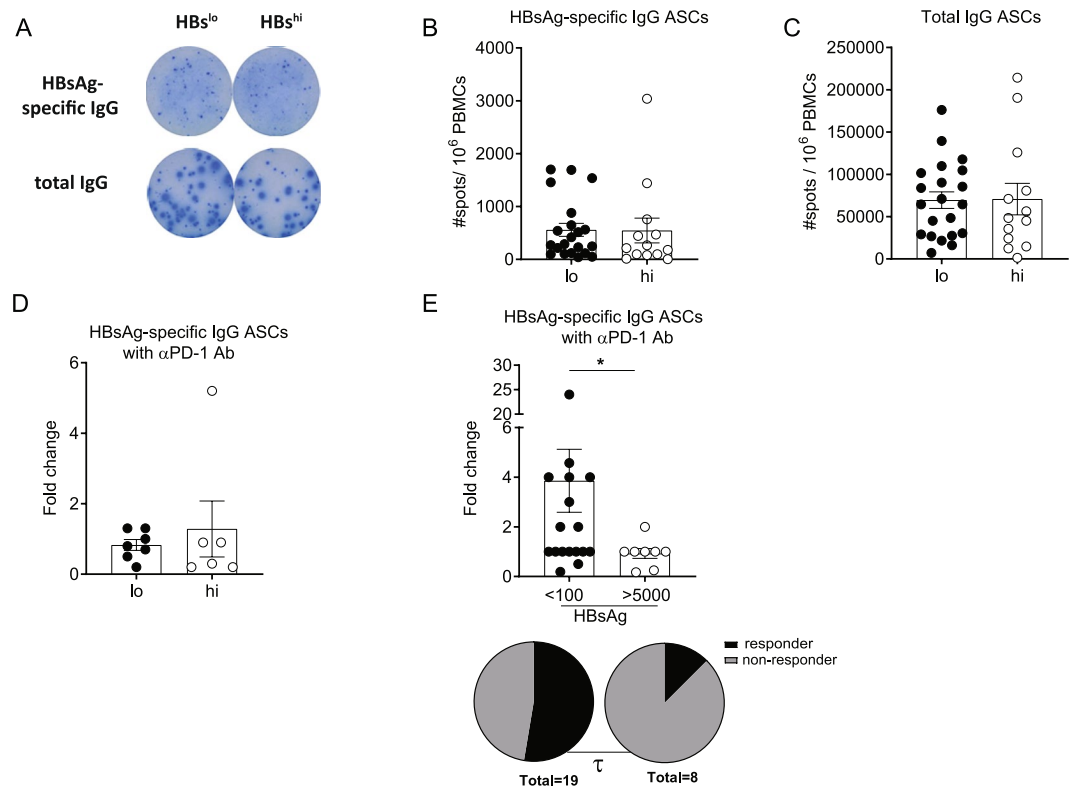 A
HBslo HBshi
HBsAg-
specific IgG
total IgG
B
HBsAg-specific IgG ASCs
#spots/ 106 PBMCs
4000
3000
2000
1000
0
lo hi
C
Total IgG ASCs
#spots / 106 PBMCs
250000
200000
150000
100000
50000
0
lo hi
D
HBsAg-specific IgG ASCs
with αPD-1 Ab
Fold change
6
4
2
0
lo hi
E
HBsAg-specific IgG ASCs
with αPD-1 Ab
Fold change
30
25
20
6
4
2
0
*
<100 >5000
HBsAg
responder
non-responder
τ
Total=19 Total=8